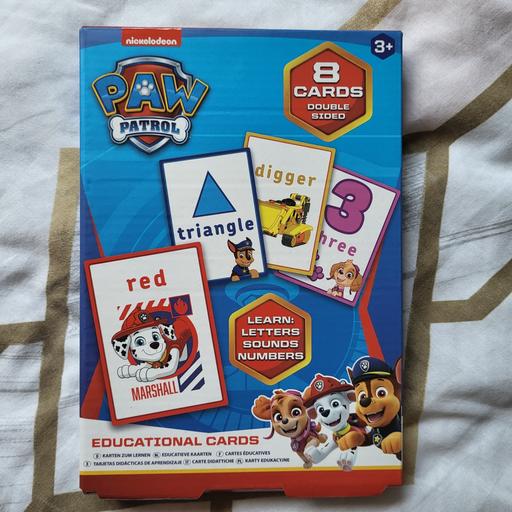 nickelodeon
3+
PAW
PATROL
8
CARDS
DOUBLE
SIDED
triangle
digger
3
three
red
MARSHALL
LEARN:
LETTERS
SOUNDS
NUMBERS
EDUCATIONAL CARDS
KARTEN ZUM LERNEN EDUCATIEVE KAARTEN CARTES ÉDUCATIVES
TARJETAS DIDÁCTICAS DE APRENDIZAJE CARTE DIDATTICHE KARTY EDUKACYJNE